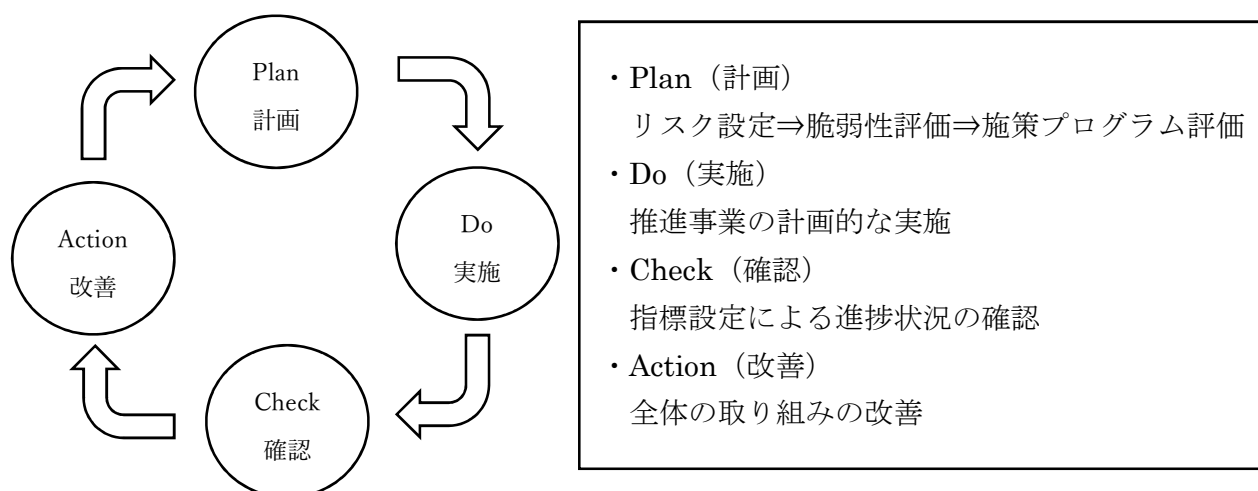 Plan
計画
Do
実施
Check
確認
Action
改善
・Plan（計画）
リスク設定⇒脆弱性評価⇒施策プログラム評価
・Do（実施）
推進事業の計画的な実施
・Check（確認）
指標設定による進捗状況の確認
・Action（改善）
全体の取り組みの改善